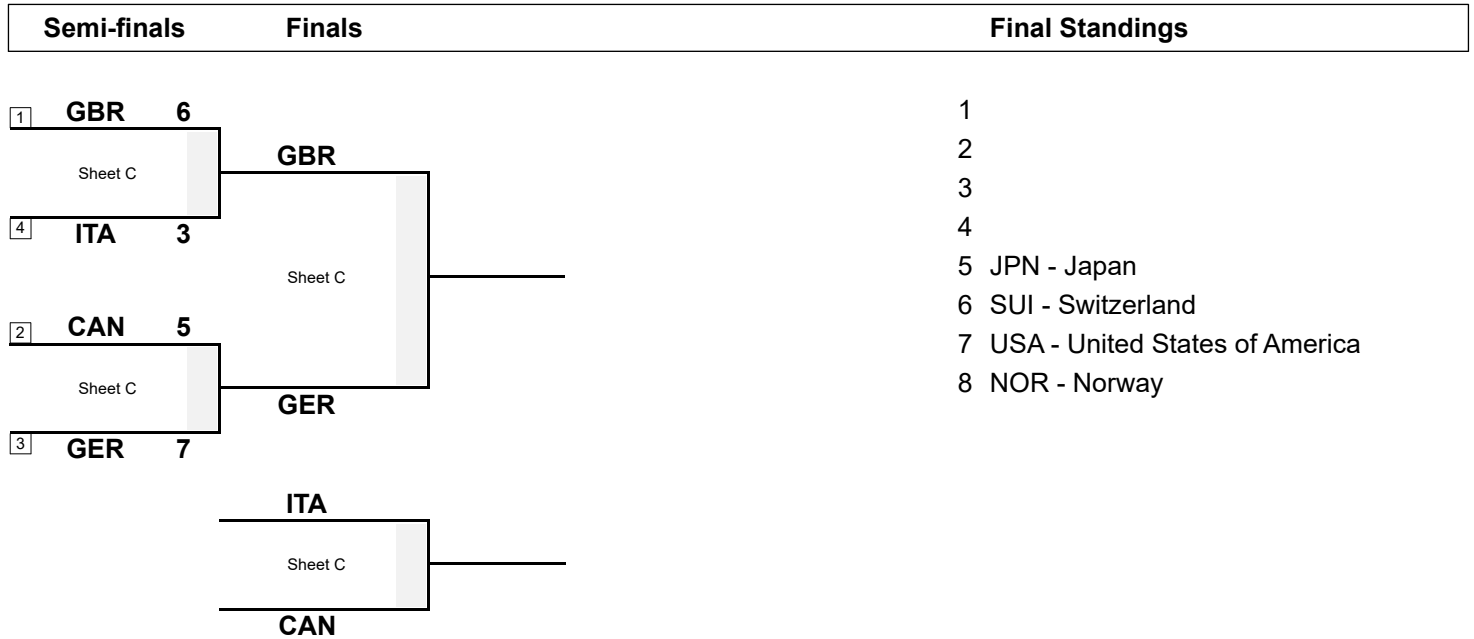 Semi-finals Finals Final Standings
1 GBR 6
Sheet C
4 ITA 3
GBR
Sheet C
GER
2 CAN 5
Sheet C
3 GER 7
ITA
Sheet C
CAN
1
2
3
4
5 JPN - Japan
6 SUI - Switzerland
7 USA - United States of America
8 NOR - Norway